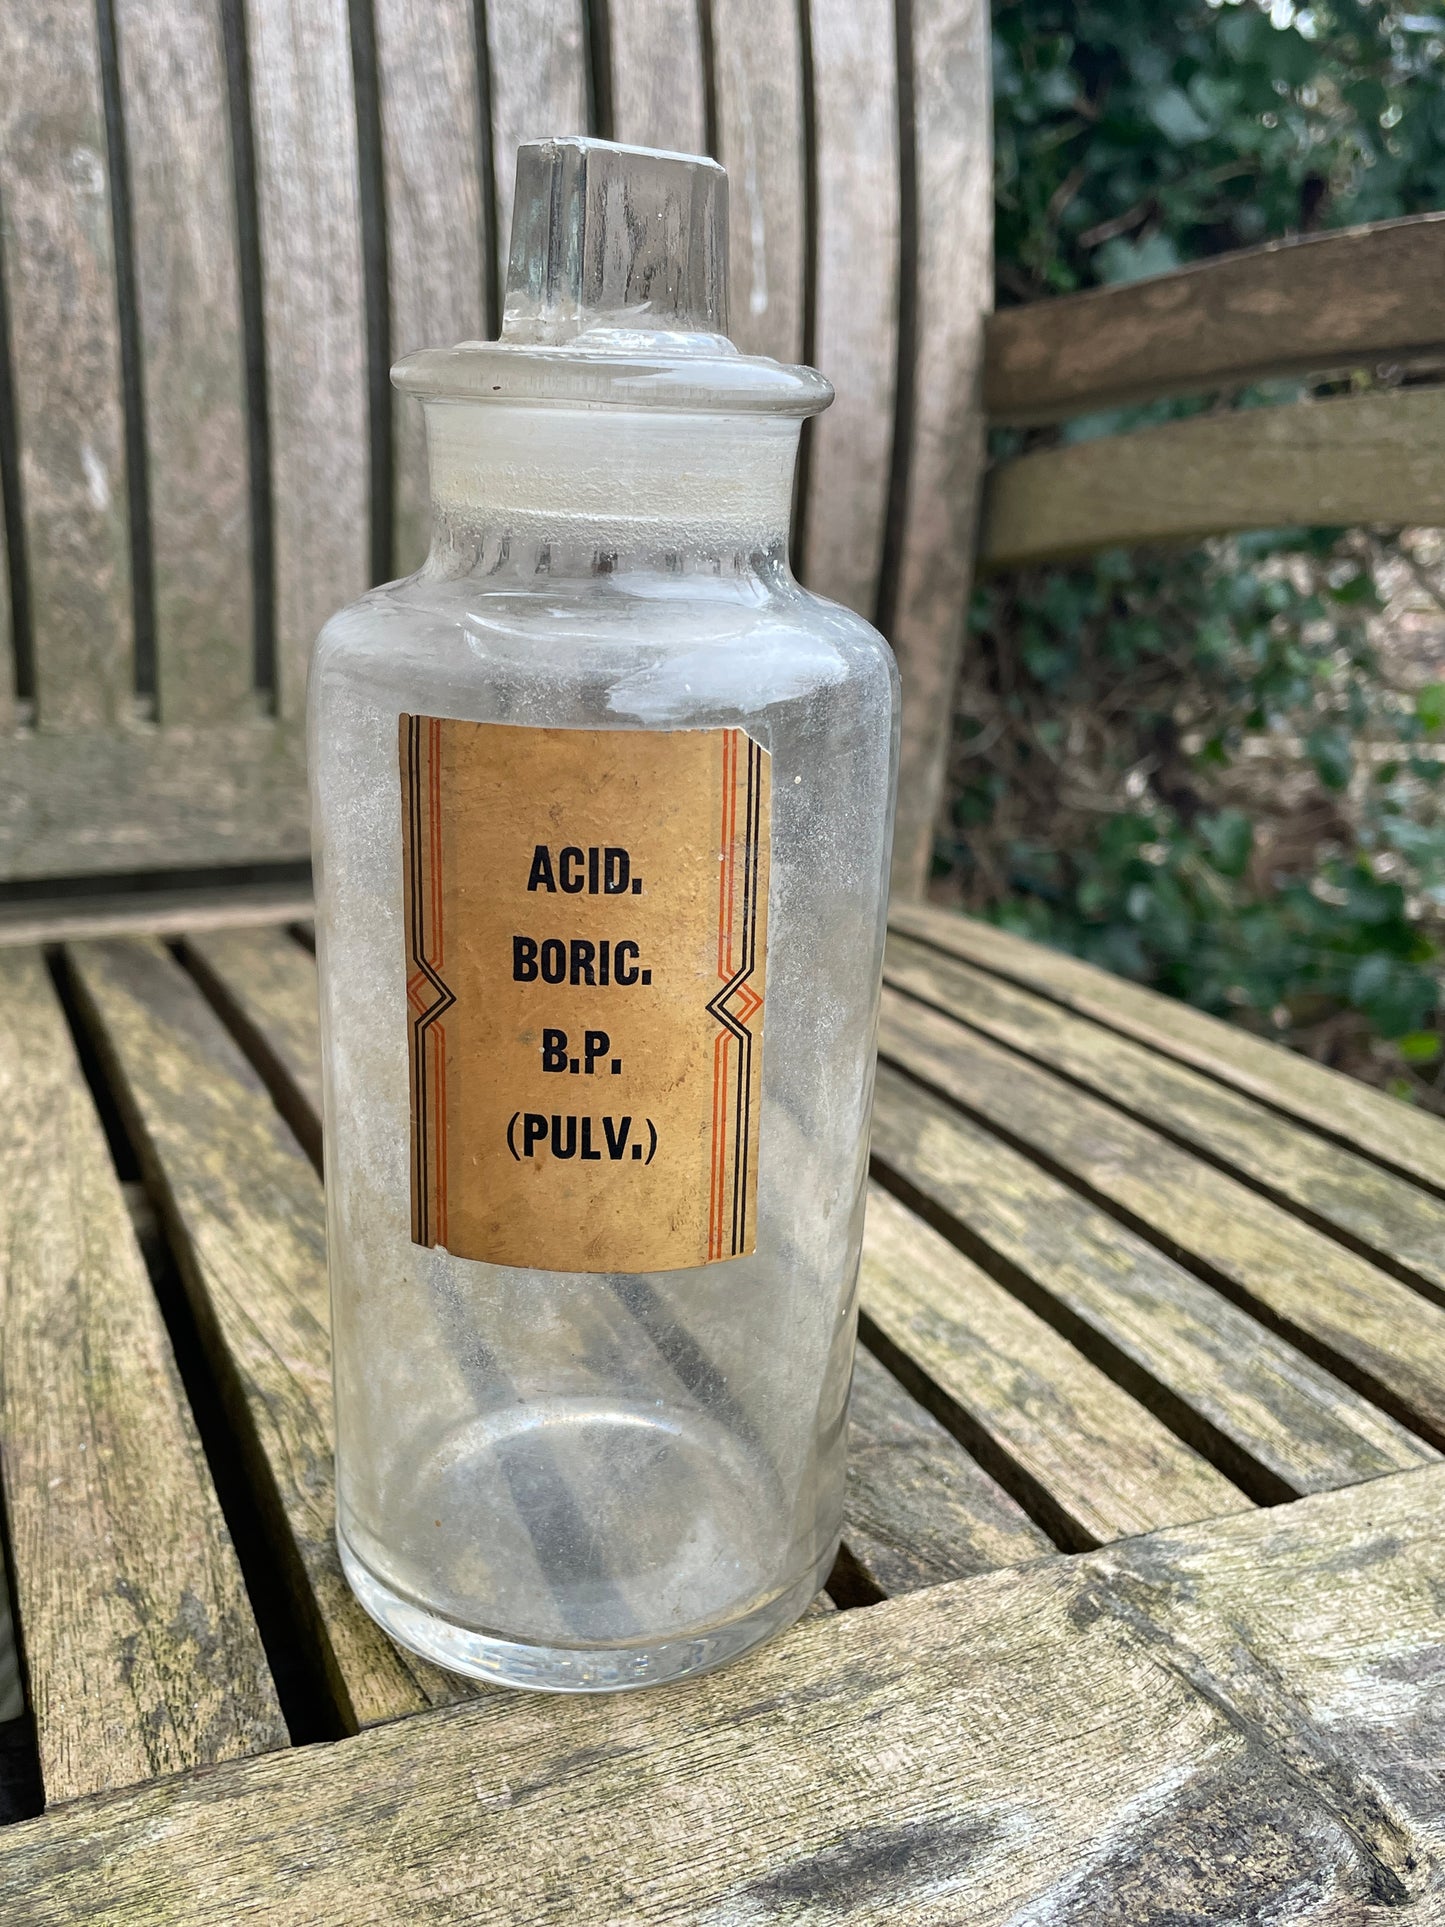 ACID.
BORIC.
B.P.
(PULV.)